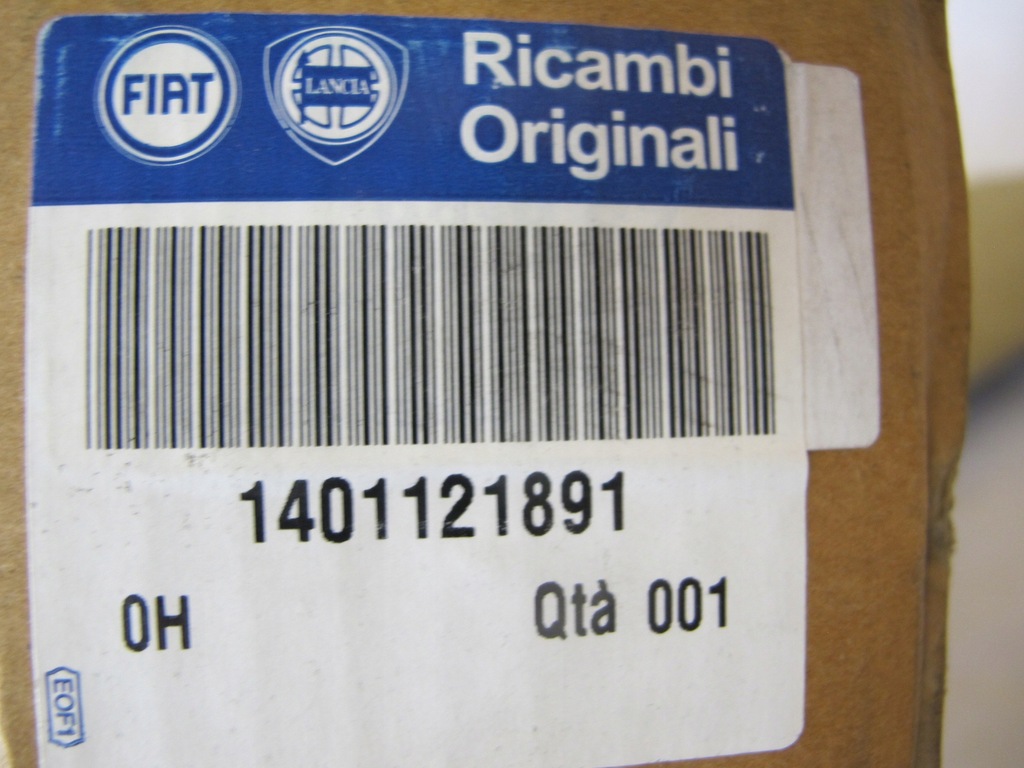 FIAT
LANCIA
Ricambi
Originali
1401121891
0H
Qtà 001
EOF1